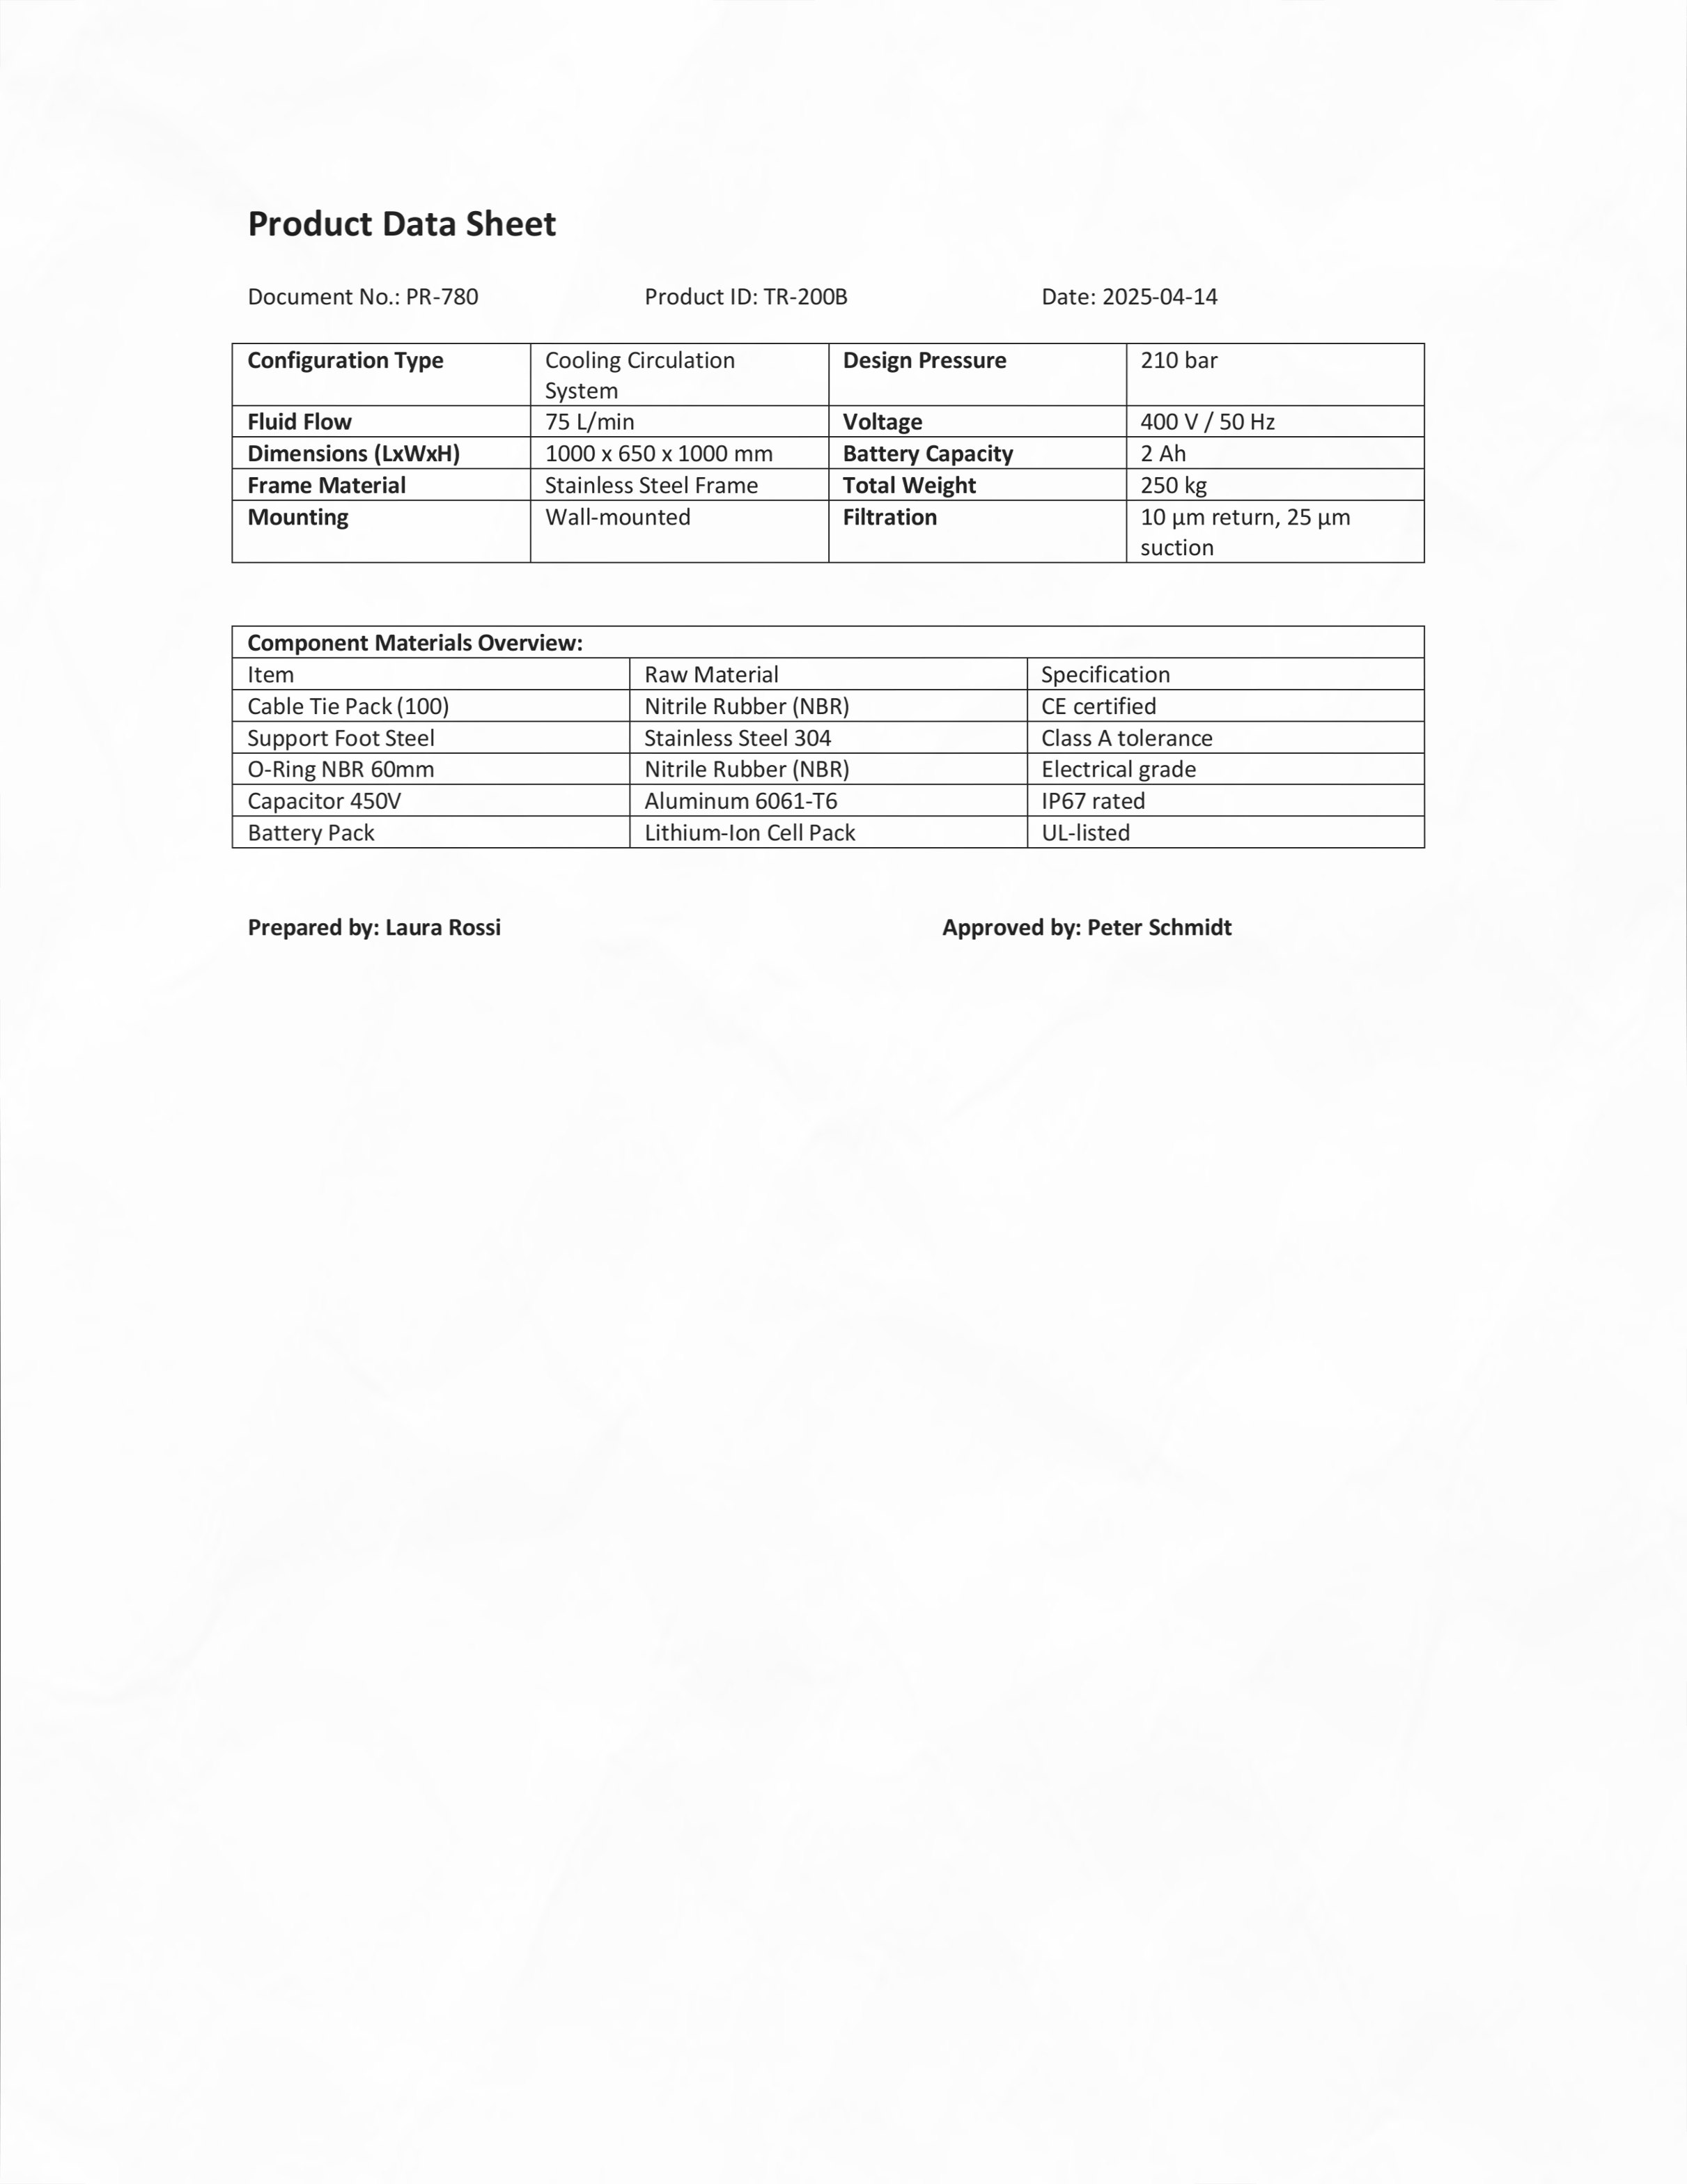 Product Data Sheet
Document No.: PR-780 Product ID: TR-200B Date: 2025-04-14
Configuration Type Cooling Circulation System Design Pressure 210 bar
Fluid Flow 75 L/min Voltage 400 V / 50 Hz
Dimensions (LxWxH) 1000 x 650 x 1000 mm Battery Capacity 2 Ah
Frame Material Stainless Steel Frame Total Weight 250 kg
Mounting Wall-mounted Filtration 10 µm return, 25 µm suction
Component Materials Overview:
Item Raw Material Specification
Cable Tie Pack (100) Nitrile Rubber (NBR) CE certified
Support Foot Steel Stainless Steel 304 Class A tolerance
O-Ring NBR 60mm Nitrile Rubber (NBR) Electrical grade
Capacitor 450V Aluminum 6061-T6 IP67 rated
Battery Pack Lithium-Ion Cell Pack UL-listed
Prepared by: Laura Rossi Approved by: Peter Schmidt